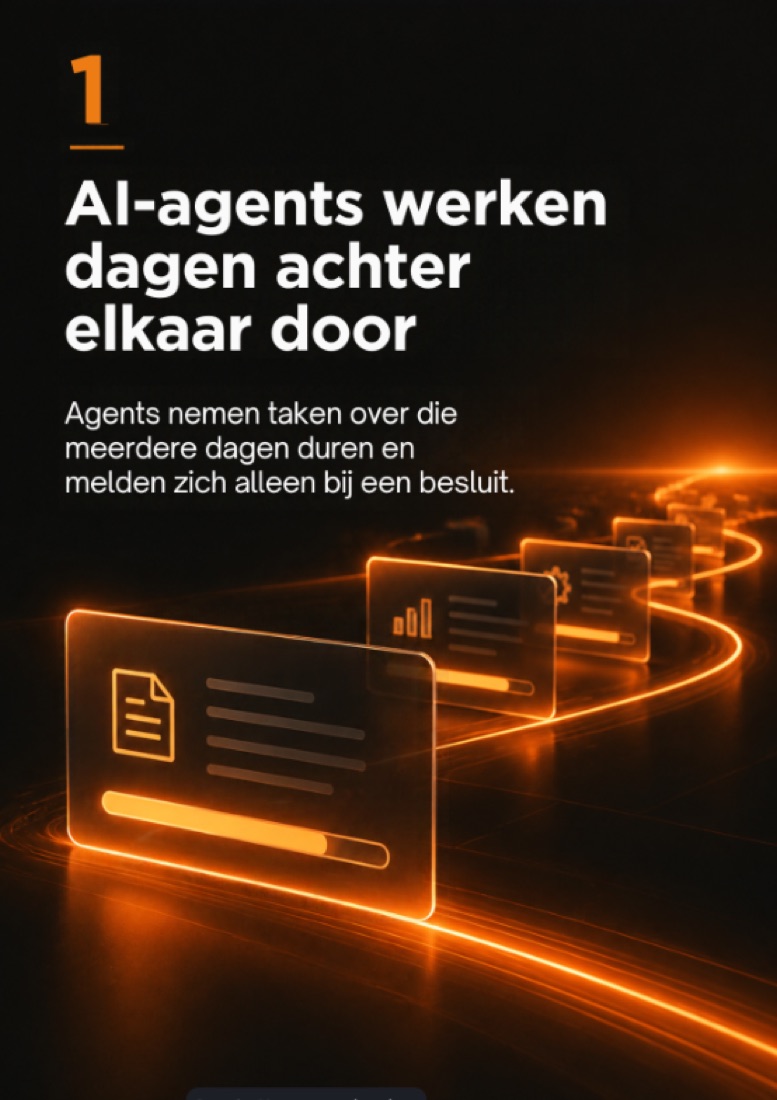 1
AI-agents werken
dagen achter
elkaar door
Agents nemen taken over die
meerdere dagen duren en
melden zich alleen bij een besluit.